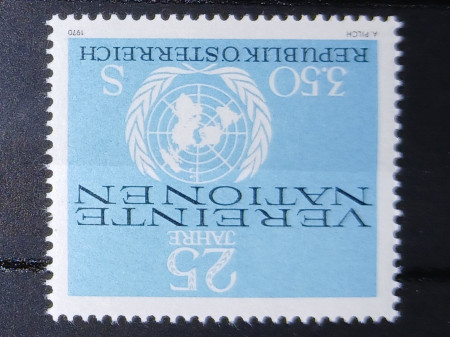 25
JAHRE
VEREINTE
NATIONEN
S 3.50
REPUBLIK ÖSTERREICH
A. PILCH 1970